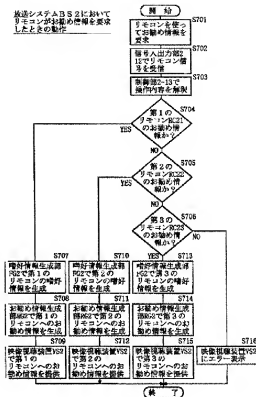 放送システムBS2において
リモコンがお勧め情報を要求
したときの動作
開始
S701
リモコンを使っ
てお勧め情報を
要求
S702
信号入出力部2
-12でリモコン信
号を受信
S703
制御部2-13で
操作内容を解釈
S704
第1の
リモコンRC21
のお勧め情
報か?
YES
NO
S705
第2の
リモコンRC22
のお勧め情
報か?
YES
NO
S706
第3の
リモコンRC23
のお勧め情
報か?
YES
NO
S707
嗜好情報生成部
PG2で第1の
リモコンの嗜好
情報を生成
S710
嗜好情報生成部
PG2で第2の
リモコンの嗜好
情報を生成
S713
嗜好情報生成部
PG2で第3の
リモコンの嗜好
情報を生成
S708
お勧め情報生成
部MG2で第1の
リモコンへのお
勧め情報を生成
S711
お勧め情報生成
部MG2で第2の
リモコンへのお
勧め情報を生成
S714
お勧め情報生成
部MG2で第3の
リモコンへのお
勧め情報を生成
S709
映像視聴装置VS2
で第1の
リモコンへのお
勧め情報を提供
S712
映像視聴装置VS2
で第2の
リモコンへのお
勧め情報を提供
S715
映像視聴装置VS2
で第3の
リモコンへのお
勧め情報を提供
S716
映像視聴装置VS2
にエラー表示
終了